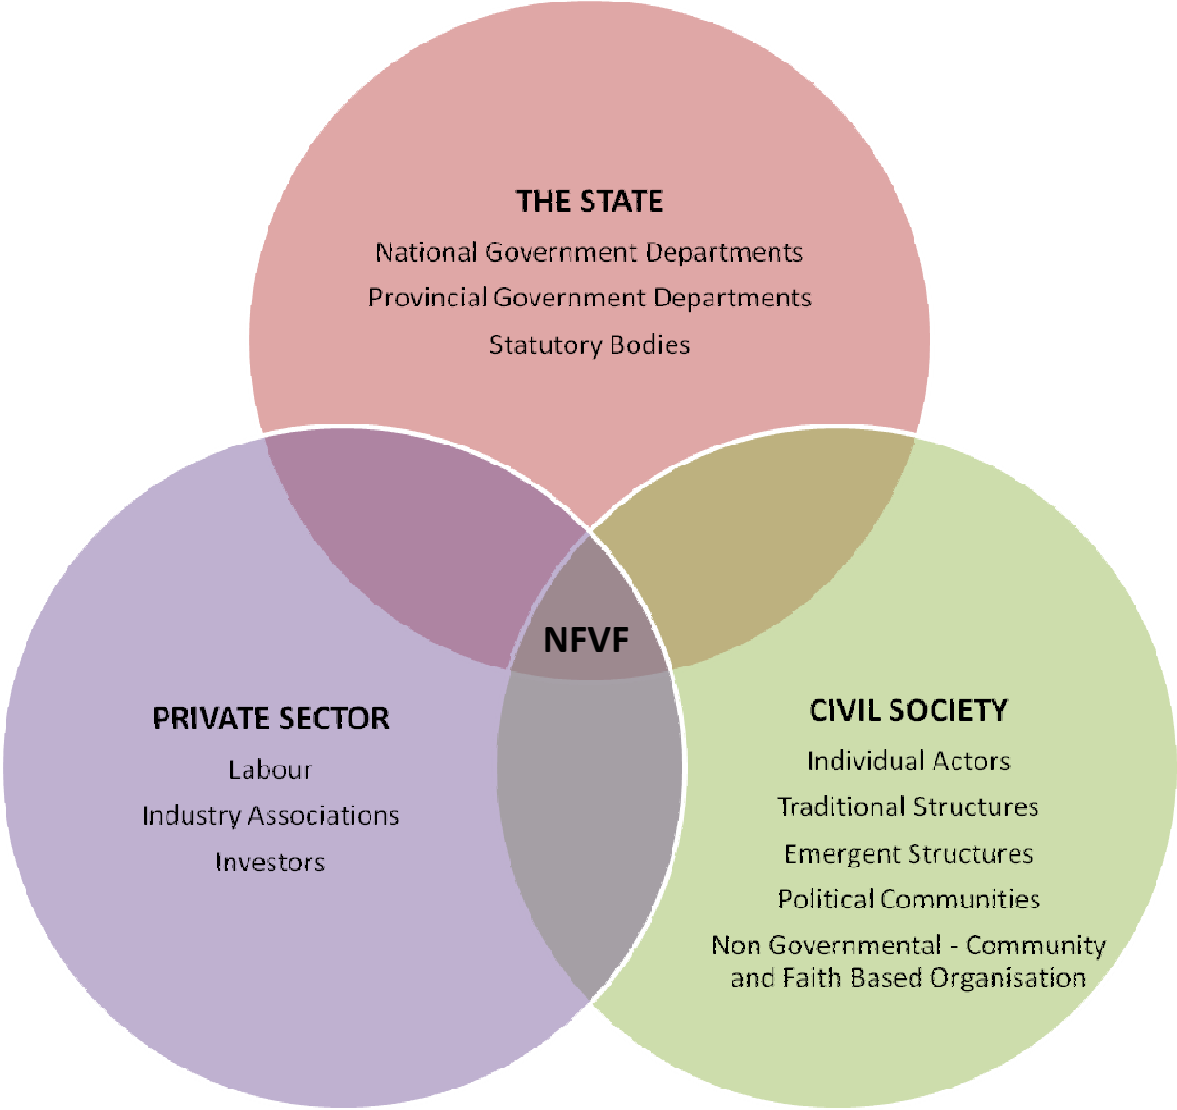 THE STATE
National Government Departments
Provincial Government Departments
Statutory Bodies
NFVF
PRIVATE SECTOR
Labour
Industry Associations
Investors
CIVIL SOCIETY
Individual Actors
Traditional Structures
Emergent Structures
Political Communities
Non Governmental - Community
and Faith Based Organisation